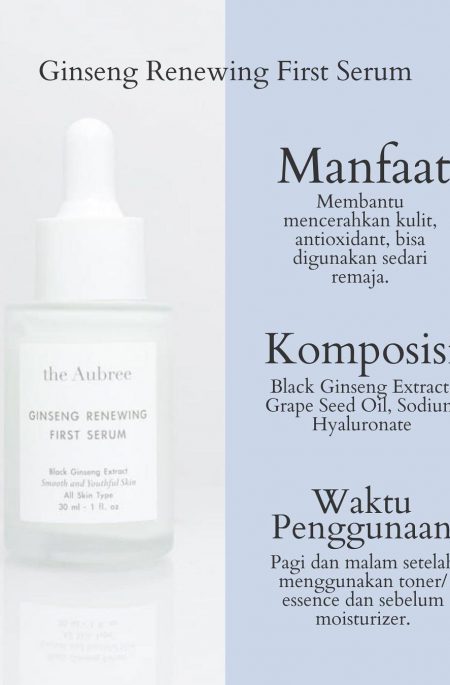 Ginseng Renewing First Serum
the Aubree
GINSENG RENEWING
FIRST SERUM
Black Ginseng Extract
Smooth and Youthful Skin
All Skin Type
30 ml - 1 fl. oz
Manfaat
Membantu
mencerahkan kulit,
antioxidant, bisa
digunakan sedari
remaja.
Komposisi
Black Ginseng Extract
Grape Seed Oil, Sodium
Hyaluronate
Waktu
Penggunaan
Pagi dan malam setelah
menggunakan toner/
essence dan sebelum
moisturizer.